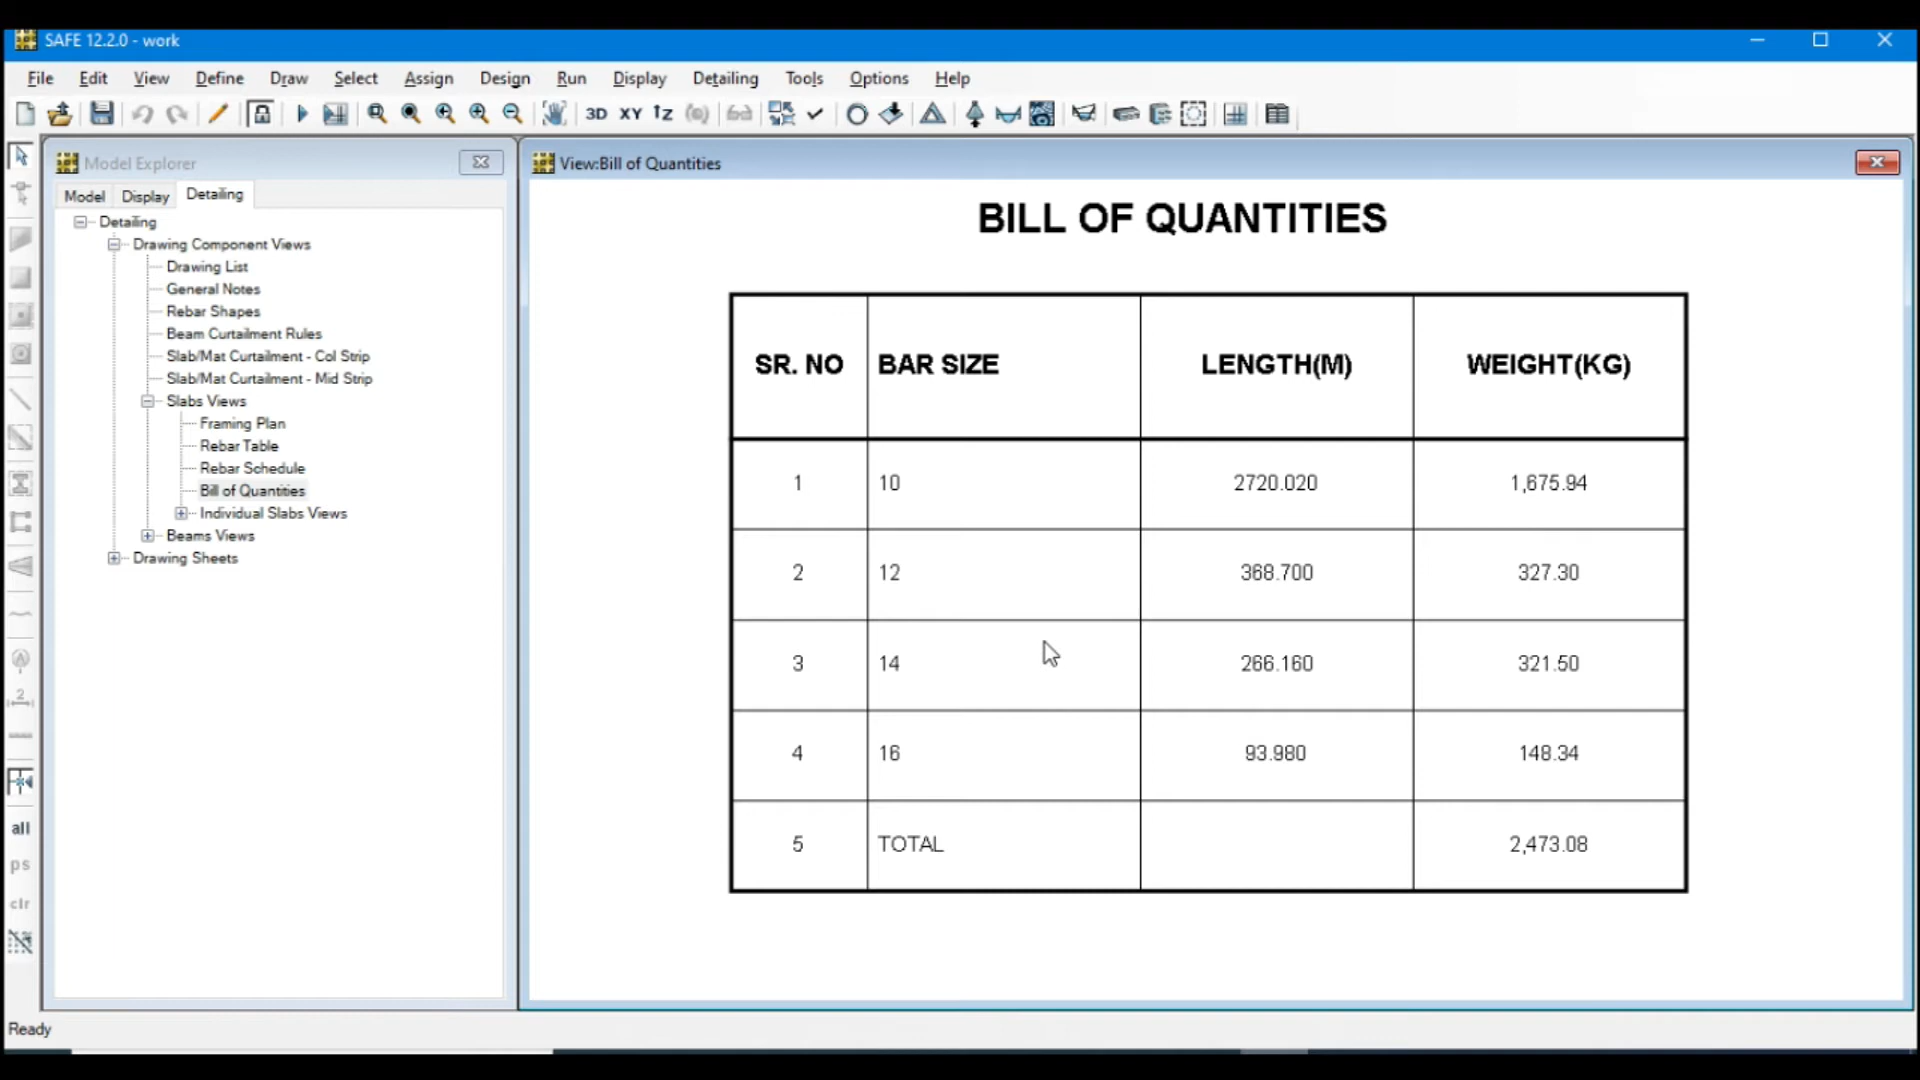 SAFE 12.2.0 - work
File Edit View Define Draw Select Assign Design Run Display Detailing Tools Options Help
3D XY
Model Explorer
Model Display Detailing
Detailing
Drawing Component Views
Drawing List
General Notes
Rebar Shapes
Beam Curtailment Rules
Slab/Mat Curtailment - Col Strip
Slab/Mat Curtailment - Mid Strip
Slabs Views
Framing Plan
Rebar Table
Rebar Schedule
Bill of Quantities
Individual Slabs Views
Beams Views
Drawing Sheets
all
ps
clr
View:Bill of Quantities
BILL OF QUANTITIES
SR. NO BAR SIZE LENGTH(M) WEIGHT(KG)
1 10 2720.020 1,675.94
2 12 368.700 327.30
3 14 266.160 321.50
4 16 93.980 148.34
5 TOTAL 2,473.08
Ready